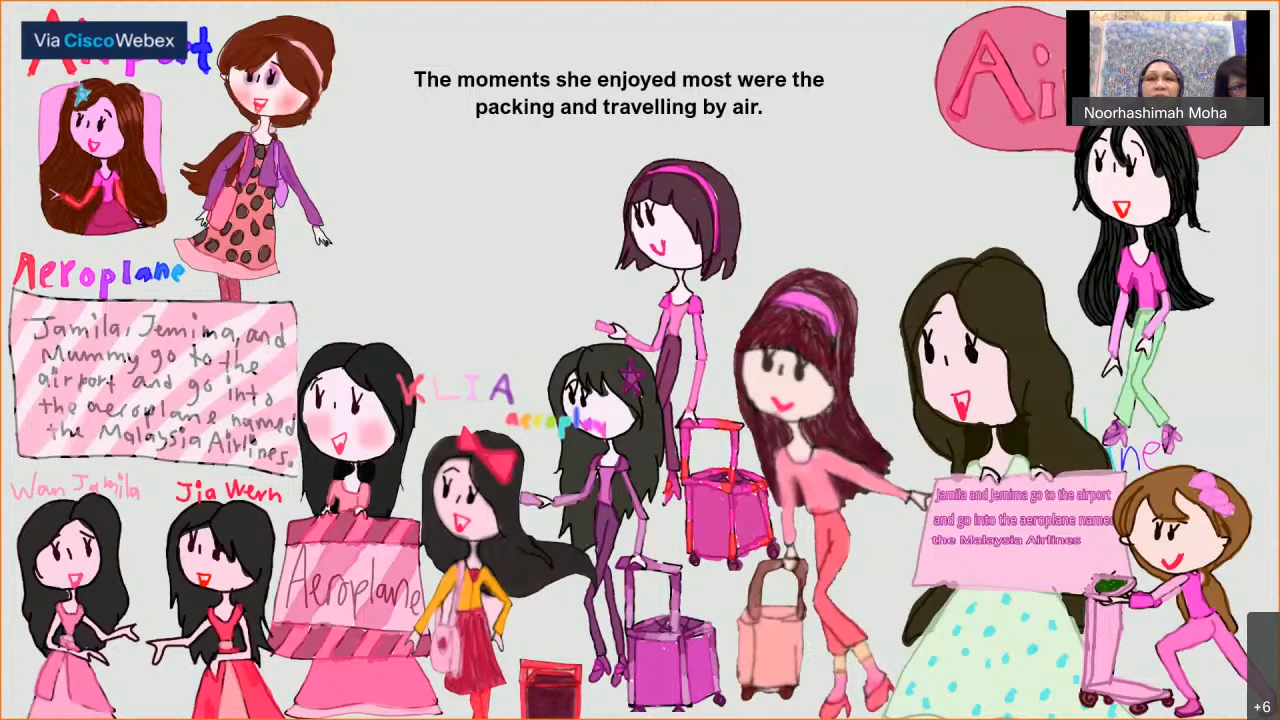 Airport
Via Cisco Webex
The moments she enjoyed most were the
packing and travelling by air.
Ai
Noorhashimah Moha
Aeroplane
Jamila, Jemima, and
Mummy go to the
airport and go into
the aeroplane named
the Malaysia Airlines.
KLIA
Wan Jamila
Jia Wern
Aeroplane
Jamila and Jemima go to the airport
and go into the aeroplane name
the Malaysia Airlines
+6